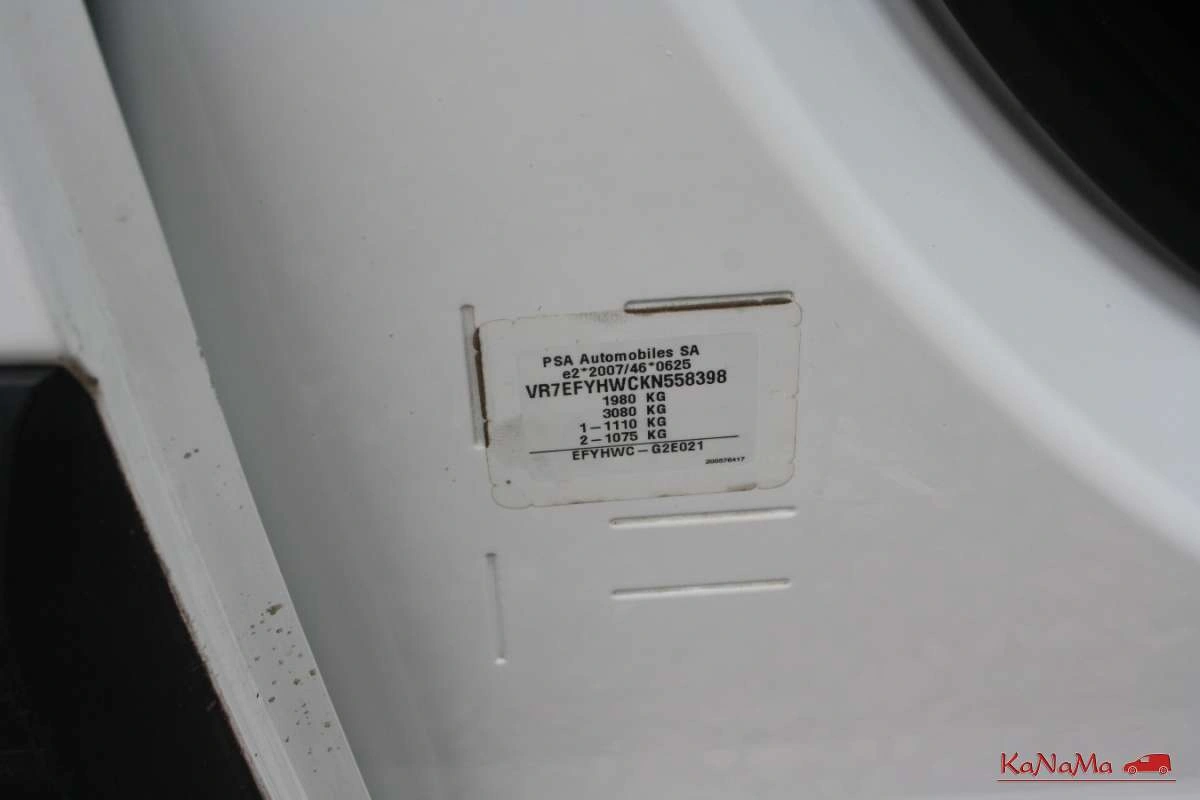 PSA Automobiles SA
e2*2007/46*0625
VR7EFYHWCKN558398
1980 KG
3080 KG
1-1110 KG
2-1075 KG
EFYHWC-G2E021
KaNaMa